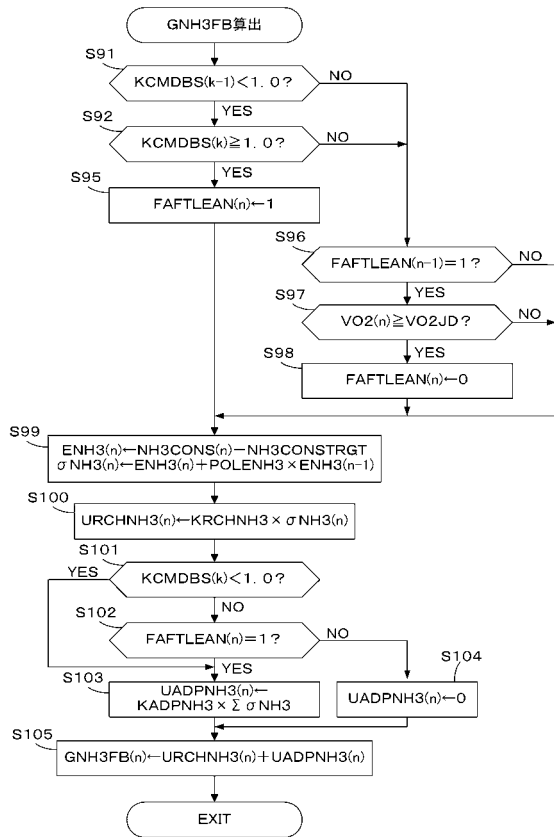 GNH3FB算出
S91
KCMDBS(k-1)<1.0?
NO
YES
S92
KCMDBS(k)≧1.0?
NO
YES
S95
FAFTLEAN(n)←1
S96
FAFTLEAN(n-1)=1?
NO
YES
S97
VO2(n)≧VO2JD?
NO
YES
S98
FAFTLEAN(n)←0
S99
ENH3(n)←NH3CONS(n)-NH3CONSTRGT
σNH3(n)←ENH3(n)+POLENH3×ENH3(n-1)
S100
URCHNH3(n)←KRCHNH3×σNH3(n)
S101
KCMDBS(k)<1.0?
YES
NO
S102
FAFTLEAN(n)=1?
NO
YES
S103
UADPNH3(n)←
KADPNH3×ΣσNH3
S104
UADPNH3(n)←0
S105
GNH3FB(n)←URCHNH3(n)+UADPNH3(n)
EXIT